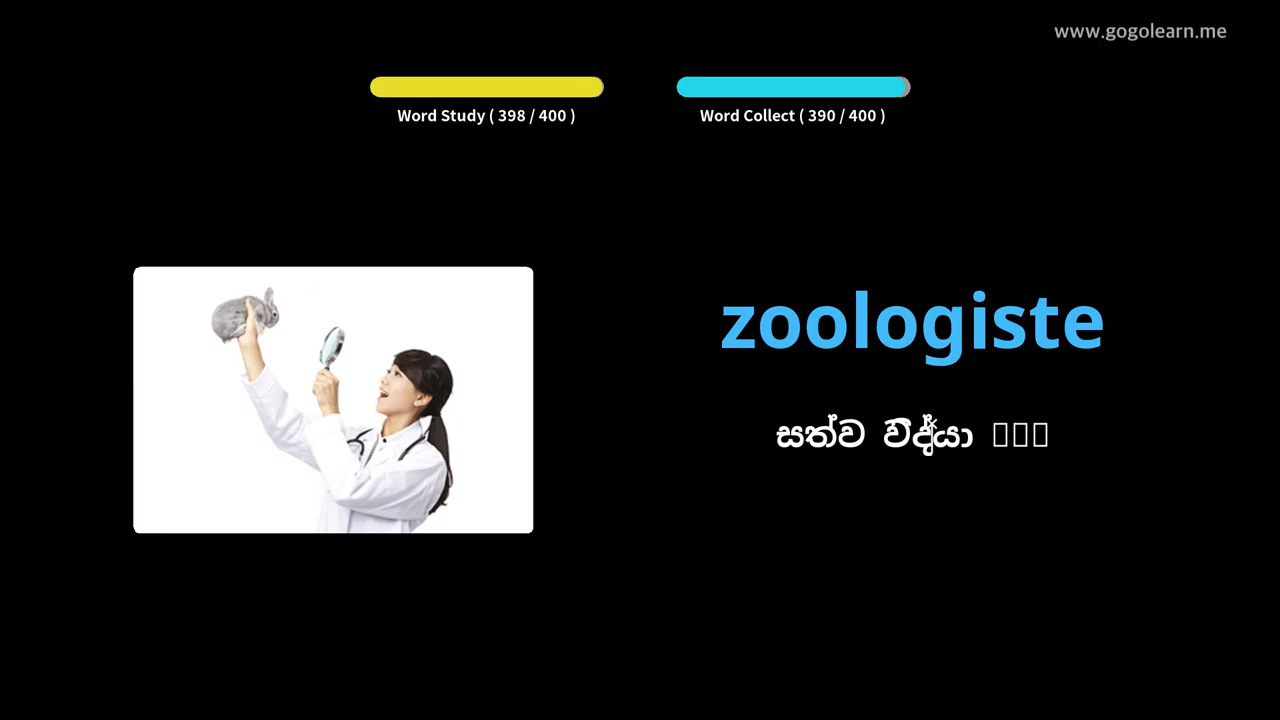 www.gogolearn.me
Word Study ( 398 / 400 )
Word Collect ( 390 / 400 )
zoologiste
සත්ව විද්‍යා